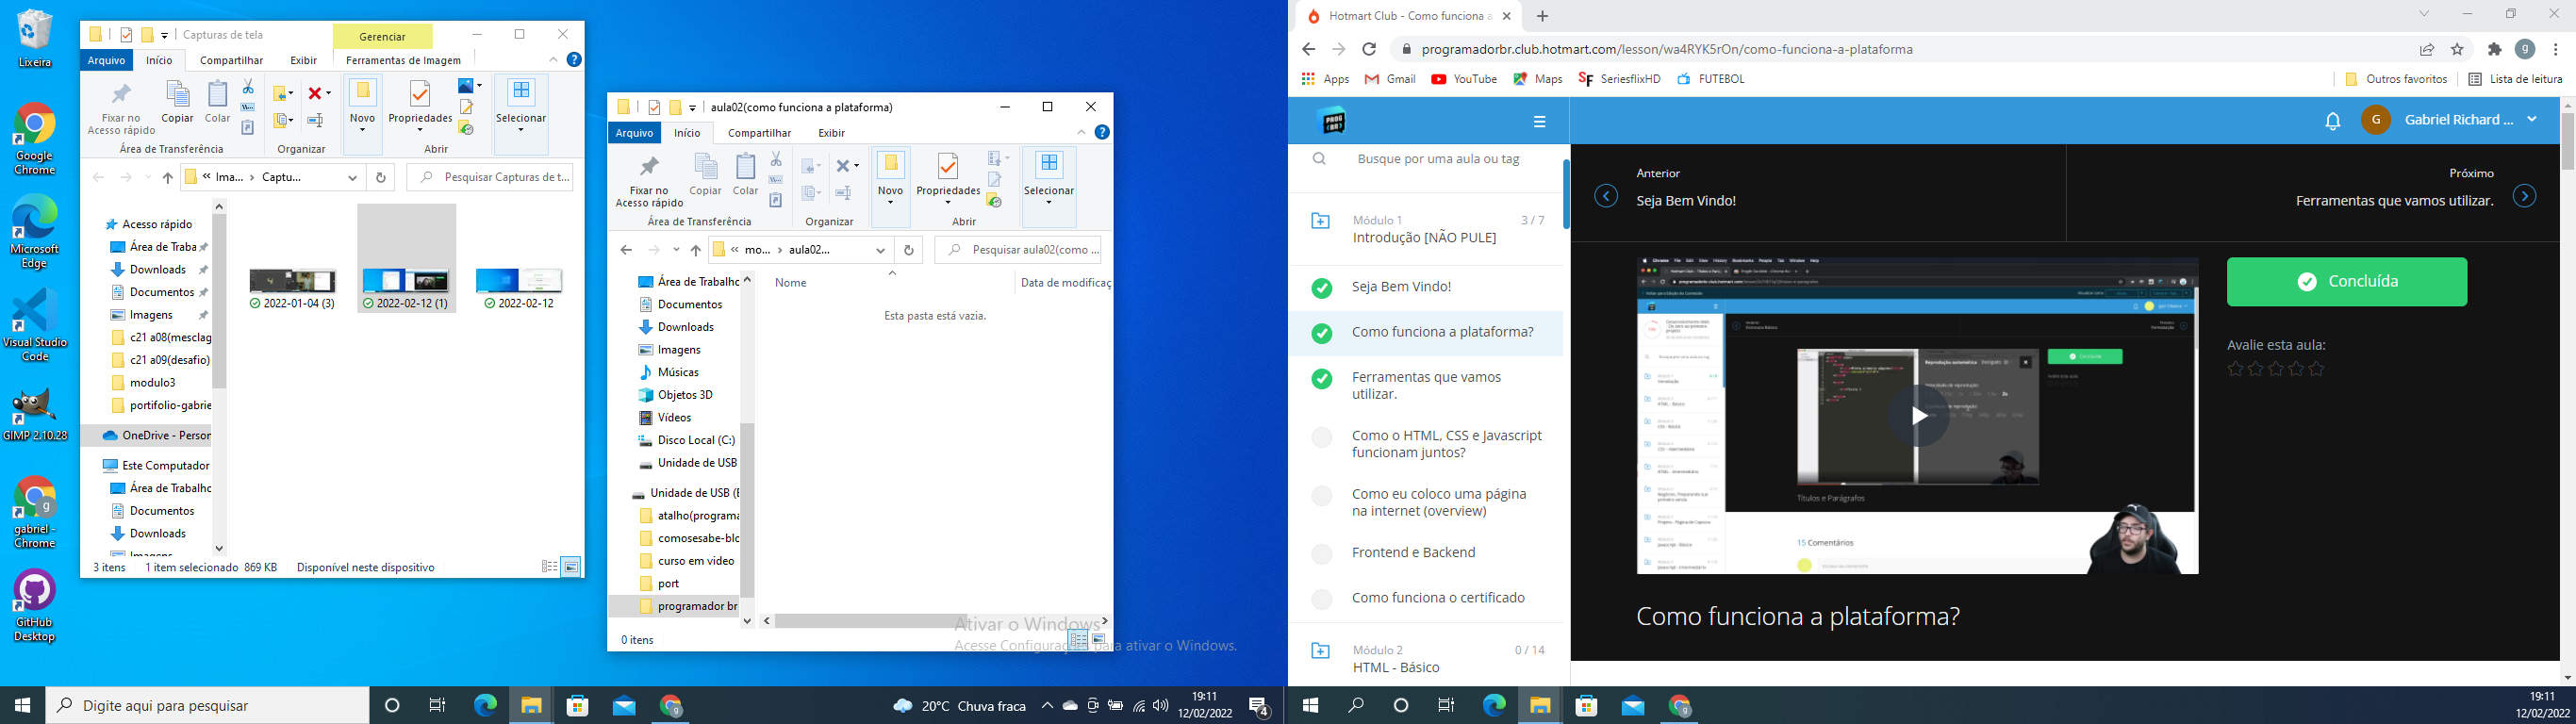 Lixeira
Google
Chrome
Microsoft
Edge
Visual Studio
Code
GIMP 2.10.28
gabriel -
Chrome
GitHub
Desktop
Capturas de tela
Gerenciar
Arquivo
Início
Compartilhar
Exibir
Ferramentas de Imagem
Fixar no
Acesso rápido
Copiar
Colar
Novo
Propriedades
Selecionar
Área de Transferência
Organizar
Abrir
« Ima... > Captu...
Pesquisar Capturas de t...
Acesso rápido
Área de Traba
Downloads
Documentos
Imagens
c21 a08(mesclag
c21 a09(desafio)
modulo3
portifolio-gabrie
OneDrive - Person
Este Computador
Área de Trabalho
Documentos
Downloads
Imagens
2022-01-04 (3)
2022-02-12 (1)
2022-02-12
3 itens
1 item selecionado 869 KB
Disponível neste dispositivo
aula02(como funciona a plataforma)
Arquivo
Início
Compartilhar
Exibir
Fixar no
Acesso rápido
Copiar
Colar
Novo
Propriedades
Selecionar
Área de Transferência
Organizar
Abrir
« mo... > aula02...
Pesquisar aula02(como ...
Área de Trabalho
Documentos
Downloads
Imagens
Músicas
Objetos 3D
Vídeos
Disco Local (C:)
Unidade de USB
Unidade de USB (E
atalho(programa
comosesabe-blo
curso em video
port
programador br
Nome
Data de modificaç
Esta pasta está vazia.
0 itens
Ativar o Windows
Acesse Configurações para ativar o Windows.
Digite aqui para pesquisar
20°C Chuva fraca
19:11
12/02/2022
4
Hotmart Club - Como funciona a
programadorbr.club.hotmart.com/lesson/wa4RYK5rOn/como-funciona-a-plataforma
g
Apps
Gmail
YouTube
Maps
SeriesflixHD
FUTEBOL
Outros favoritos
Lista de leitura
PROG
BR
G
Gabriel Richard ...
Busque por uma aula ou tag
Módulo 1
3 / 7
Introdução [NÃO PULE]
Seja Bem Vindo!
Como funciona a plataforma?
Ferramentas que vamos
utilizar.
Como o HTML, CSS e Javascript
funcionam juntos?
Como eu coloco uma página
na internet (overview)
Frontend e Backend
Como funciona o certificado
Módulo 2
0 / 14
HTML - Básico
Anterior
Seja Bem Vindo!
Próximo
Ferramentas que vamos utilizar.
Títulos e Parágrafos
15 Comentários
Concluída
Avalie esta aula:
Como funciona a plataforma?
19:11
12/02/2022